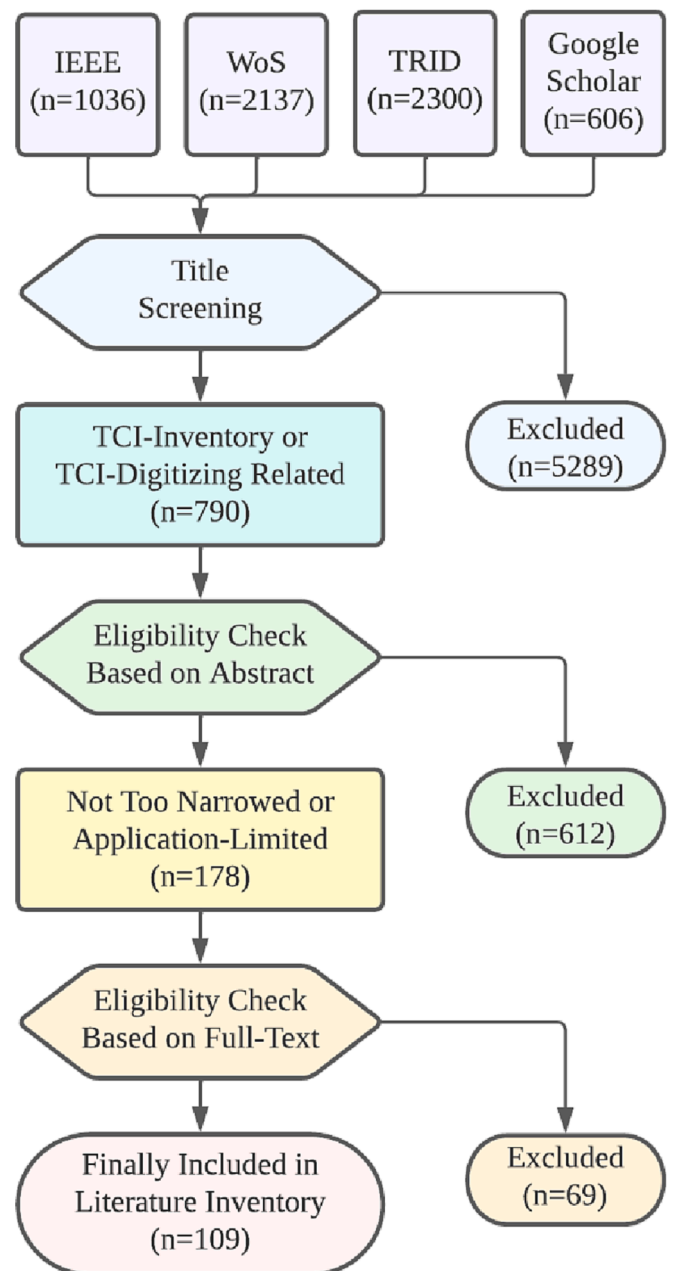 IEEE
(n=1036)
WoS
(n=2137)
TRID
(n=2300)
Google
Scholar
(n=606)
Title
Screening
Excluded
(n=5289)
TCI-Inventory or
TCI-Digitizing Related
(n=790)
Eligibility Check
Based on Abstract
Excluded
(n=612)
Not Too Narrowed or
Application-Limited
(n=178)
Eligibility Check
Based on Full-Text
Excluded
(n=69)
Finally Included in
Literature Inventory
(n=109)